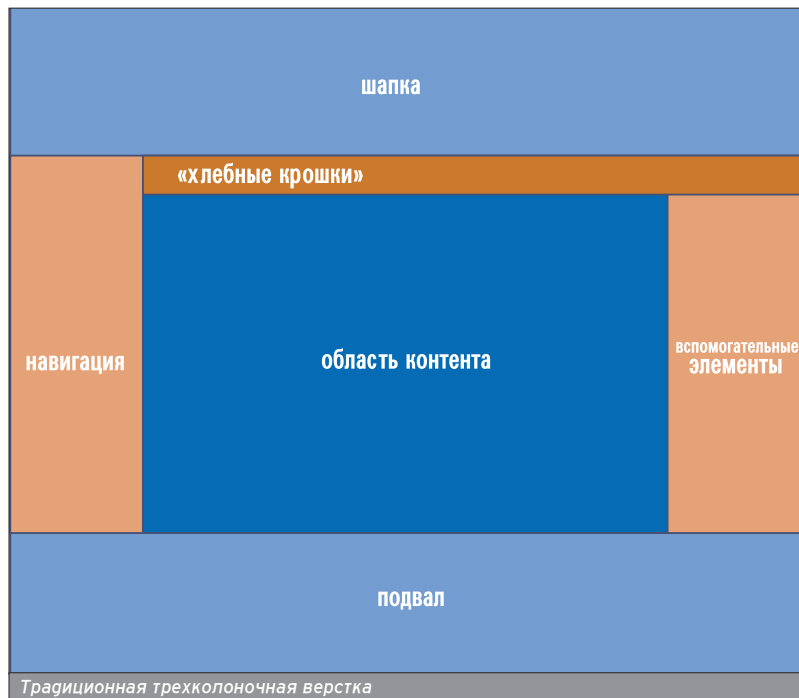 шапка
«хлебные крошки»
навигация
область контента
вспомогательные
элементы
подвал
Традиционная трехколоночная верстка